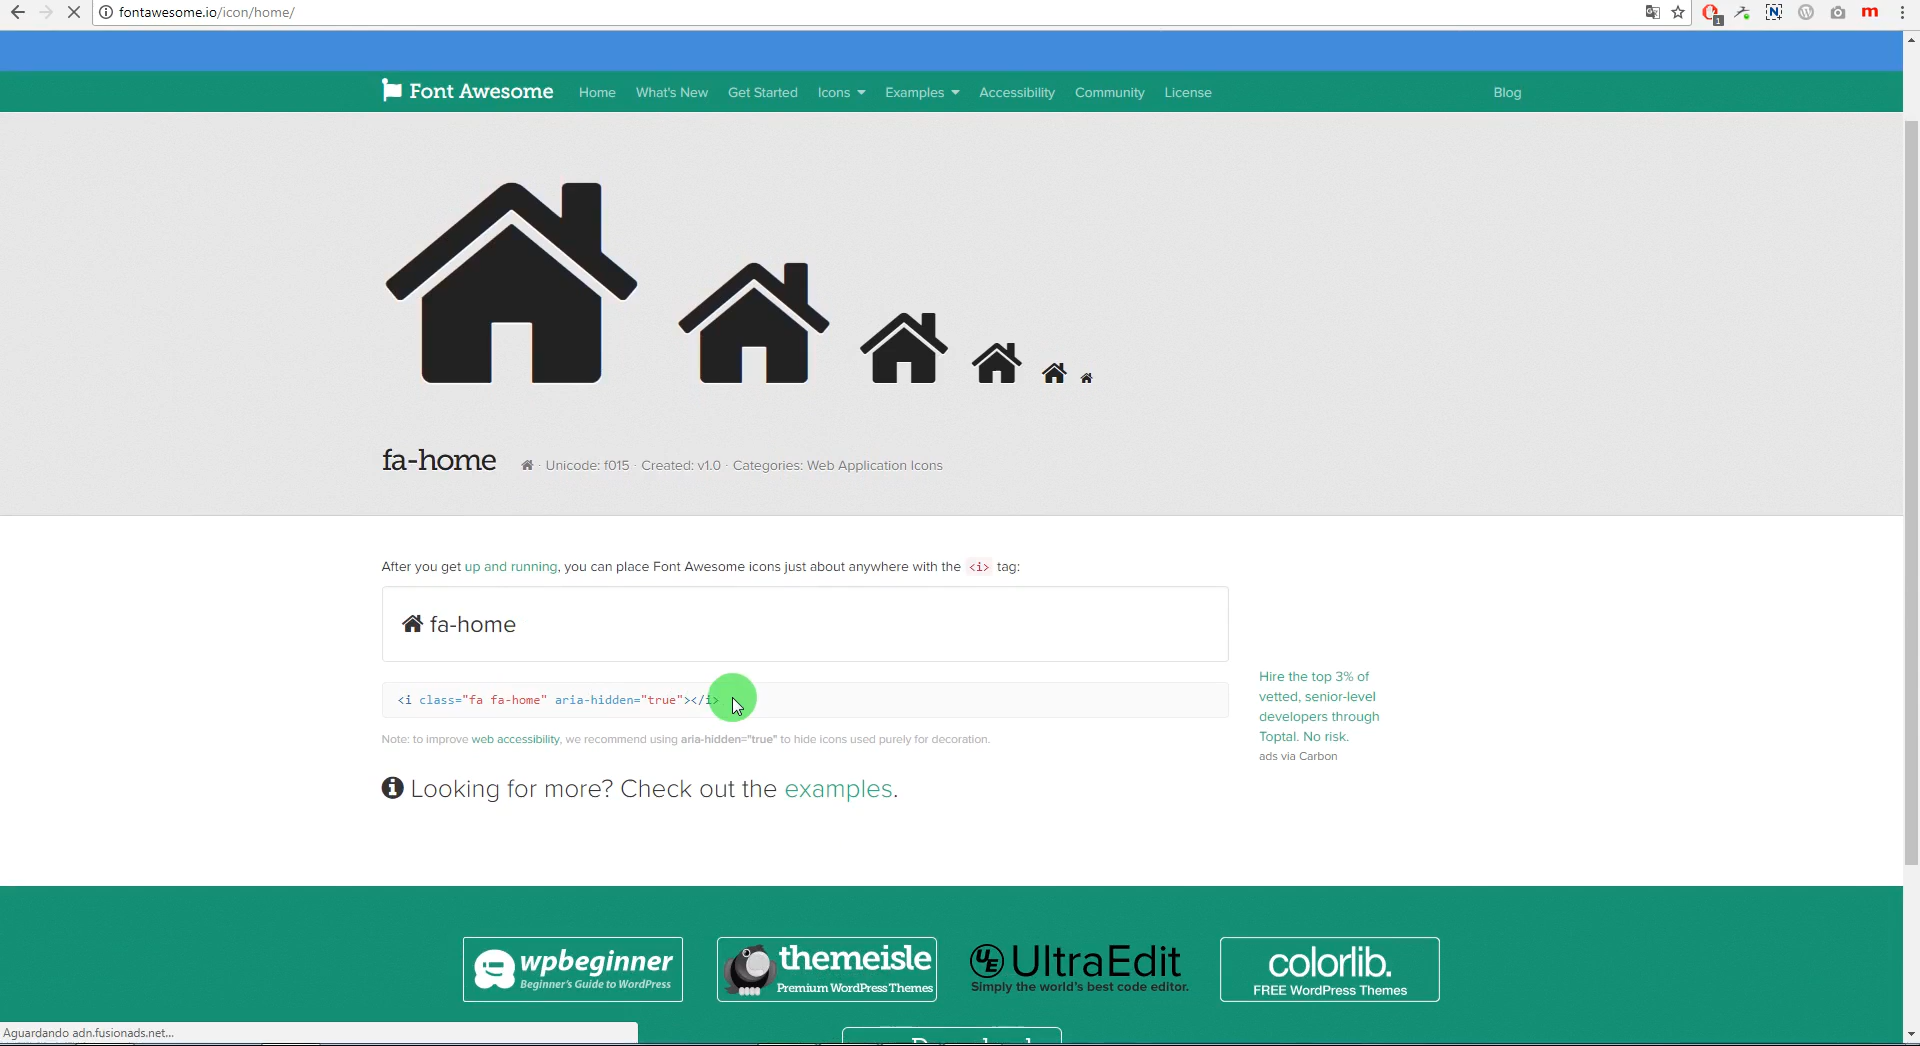 fontawesome.io/icon/home/
1
N
m
Font Awesome
Home What's New Get Started Icons Examples Accessibility Community License Blog
fa-home · Unicode: f015 · Created: v1.0 · Categories: Web Application Icons
After you get up and running, you can place Font Awesome icons just about anywhere with the <i> tag:
fa-home
<i class="fa fa-home" aria-hidden="true"></i>
Note: to improve web accessibility, we recommend using aria-hidden="true" to hide icons used purely for decoration.
Hire the top 3% of
vetted, senior-level
developers through
Toptal. No risk.
ads via Carbon
Looking for more? Check out the examples.
wpbeginner
Beginner's Guide to WordPress
themeisle
Premium WordPress Themes
UE UltraEdit
Simply the world's best code editor.
colorlib.
FREE WordPress Themes
Aguardando adn.fusionads.net...